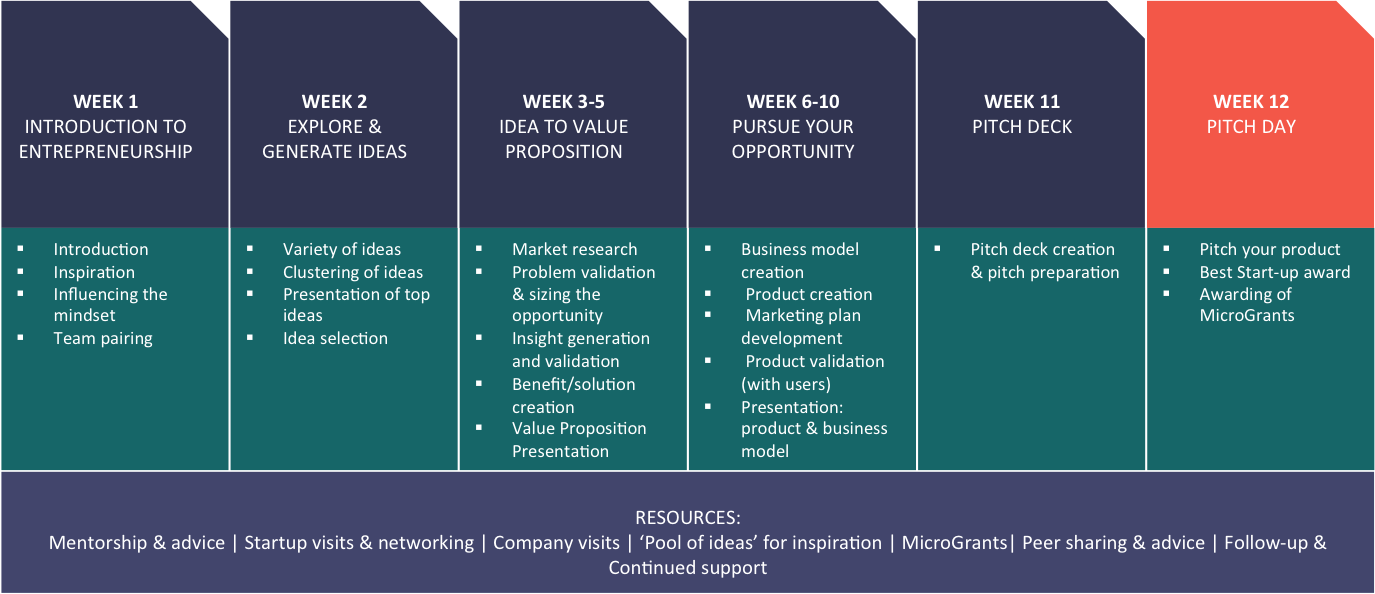 WEEK 1
INTRODUCTION TO
ENTREPRENEURSHIP
WEEK 2
EXPLORE &
GENERATE IDEAS
WEEK 3-5
IDEA TO VALUE
PROPOSITION
WEEK 6-10
PURSUE YOUR
OPPORTUNITY
WEEK 11
PITCH DECK
WEEK 12
PITCH DAY
▪ Introduction
▪ Inspiration
▪ Influencing the
mindset
▪ Team pairing
▪ Variety of ideas
▪ Clustering of ideas
▪ Presentation of top
ideas
▪ Idea selection
▪ Market research
▪ Problem validation
& sizing the
opportunity
▪ Insight generation
and validation
▪ Benefit/solution
creation
▪ Value Proposition
Presentation
▪ Business model
creation
▪ Product creation
▪ Marketing plan
development
▪ Product validation
(with users)
▪ Presentation:
product & business
model
▪ Pitch deck creation
& pitch preparation
▪ Pitch your product
▪ Best Start-up award
▪ Awarding of
MicroGrants
RESOURCES:
Mentorship & advice | Startup visits & networking | Company visits | ‘Pool of ideas’ for inspiration | MicroGrants| Peer sharing & advice | Follow-up &
Continued support